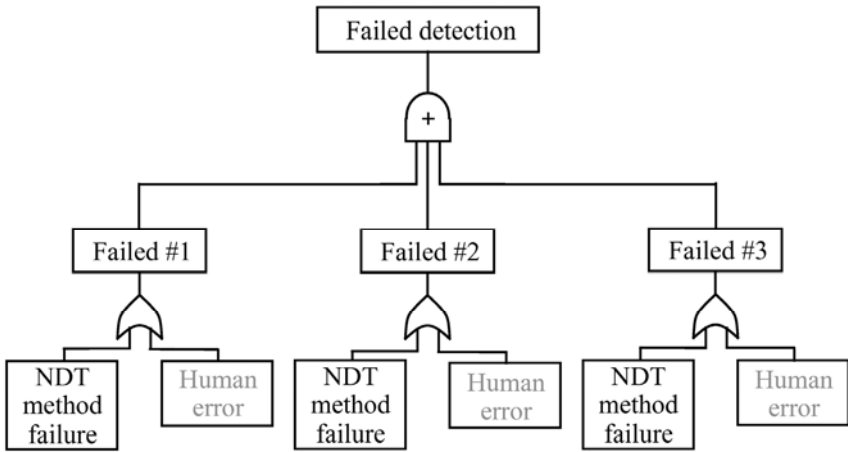 Failed detection
+
Failed #1
Failed #2
Failed #3
NDT
method
failure
Human
error
NDT
method
failure
Human
error
NDT
method
failure
Human
error